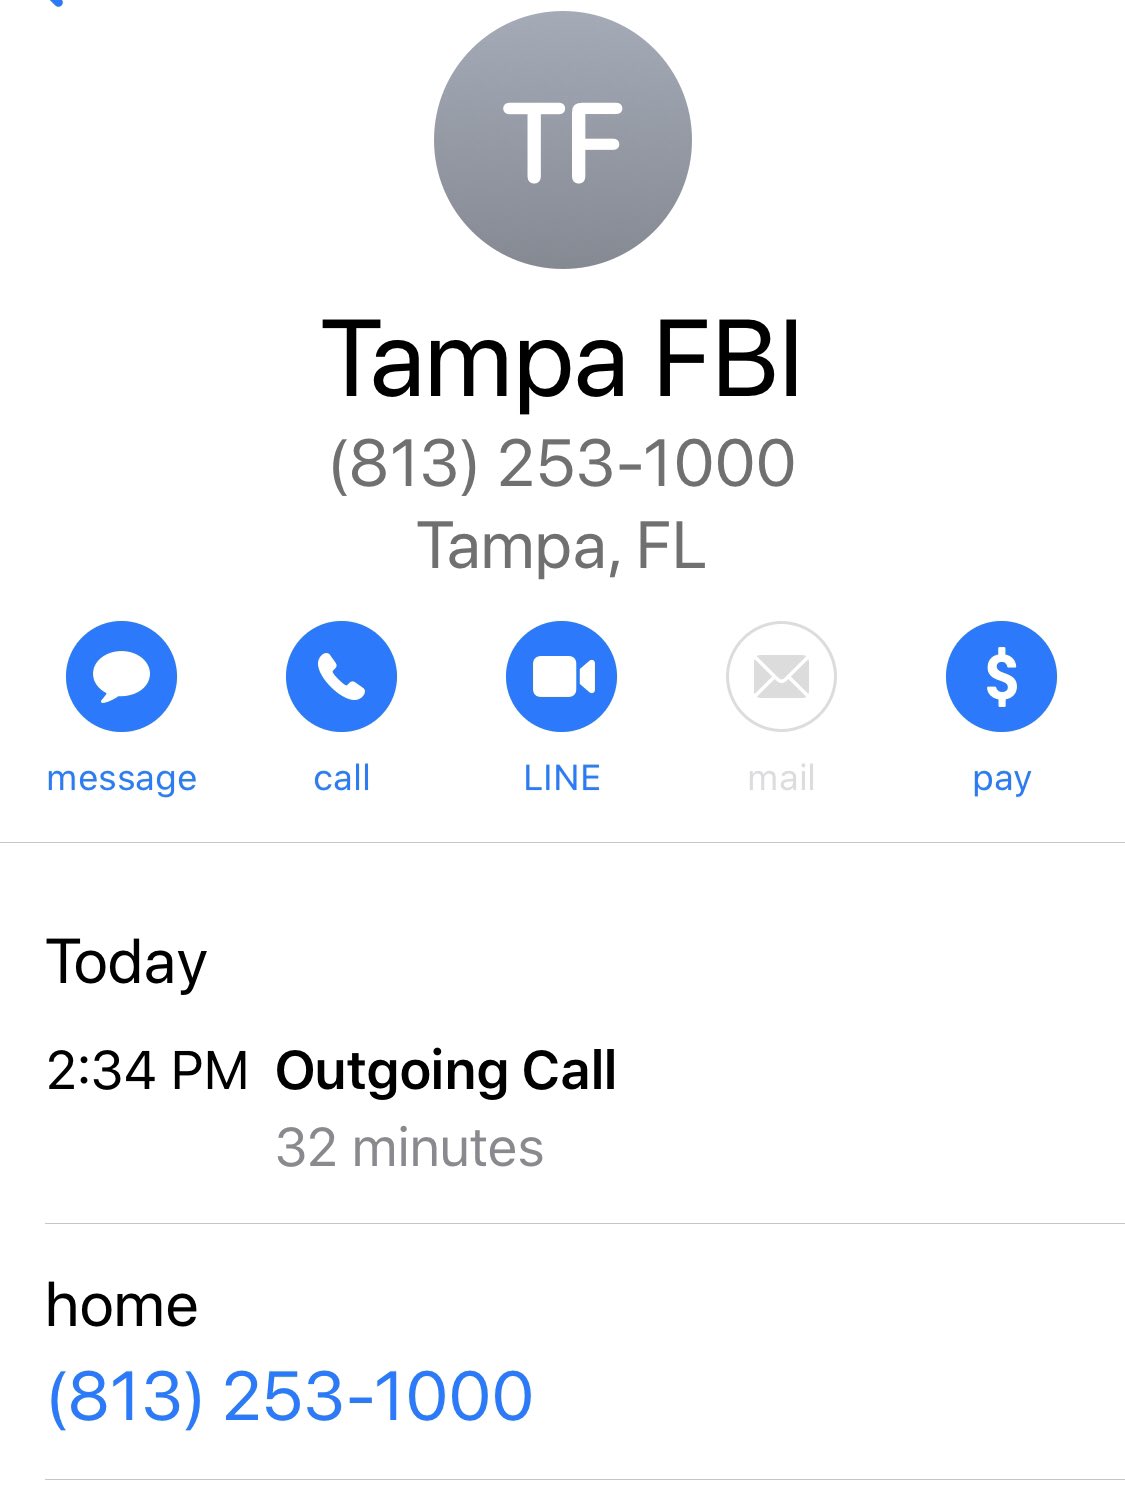 TF
Tampa FBI
(813) 253-1000
Tampa, FL
message call LINE mail pay
Today
2:34 PM Outgoing Call
32 minutes
home
(813) 253-1000